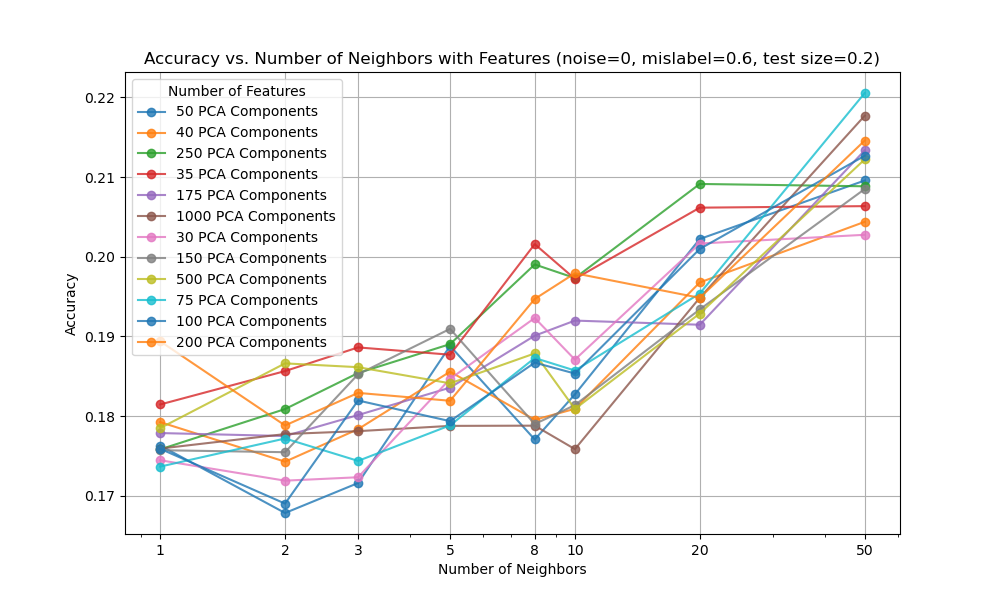 Accuracy vs. Number of Neighbors with Features (noise=0, mislabel=0.6, test size=0.2)
Number of Features
50 PCA Components
40 PCA Components
250 PCA Components
35 PCA Components
175 PCA Components
1000 PCA Components
30 PCA Components
150 PCA Components
500 PCA Components
75 PCA Components
100 PCA Components
200 PCA Components
Accuracy
0.22
0.21
0.20
0.19
0.18
0.17
1 2 3 5 8 10 20 50
Number of Neighbors